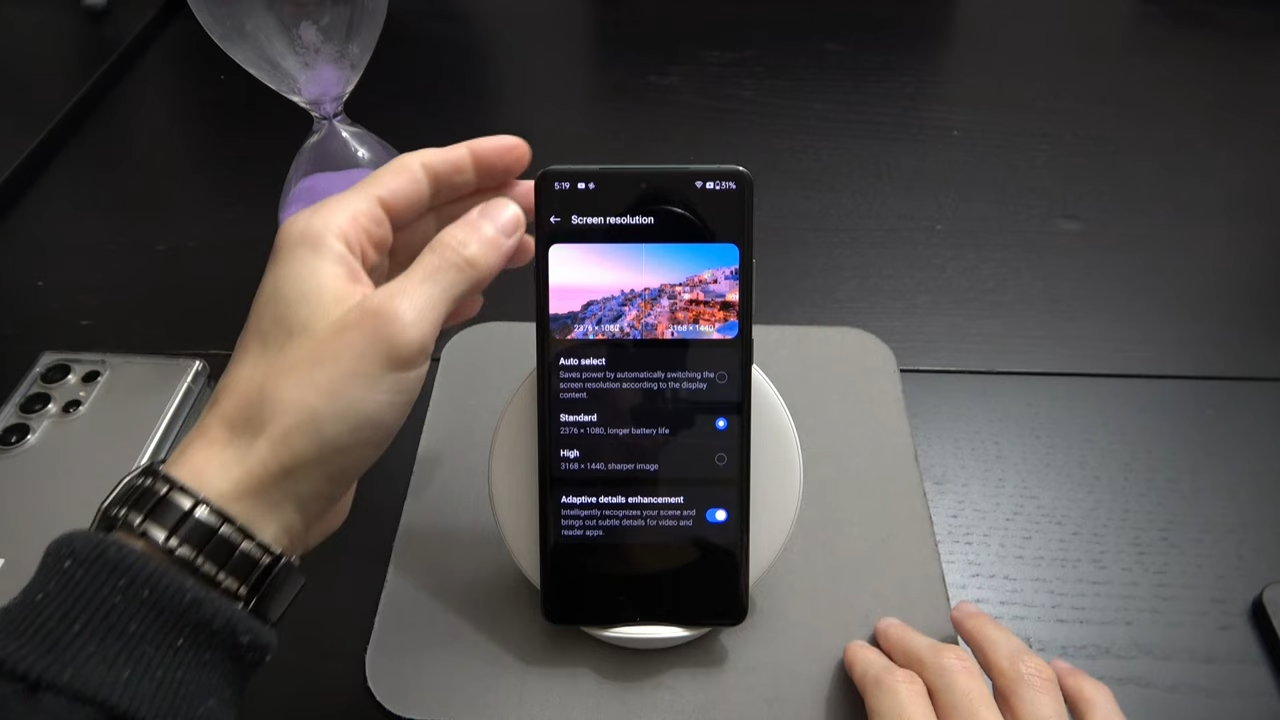 5:19
31%
Screen resolution
2376 × 1080
3168 × 1440
Auto select
Saves power by automatically switching the
screen resolution according to the display
content.
Standard
2376 × 1080, longer battery life
High
3168 × 1440, sharper image
Adaptive details enhancement
Intelligently recognizes your scene and
brings out subtle details for video and
reader apps.